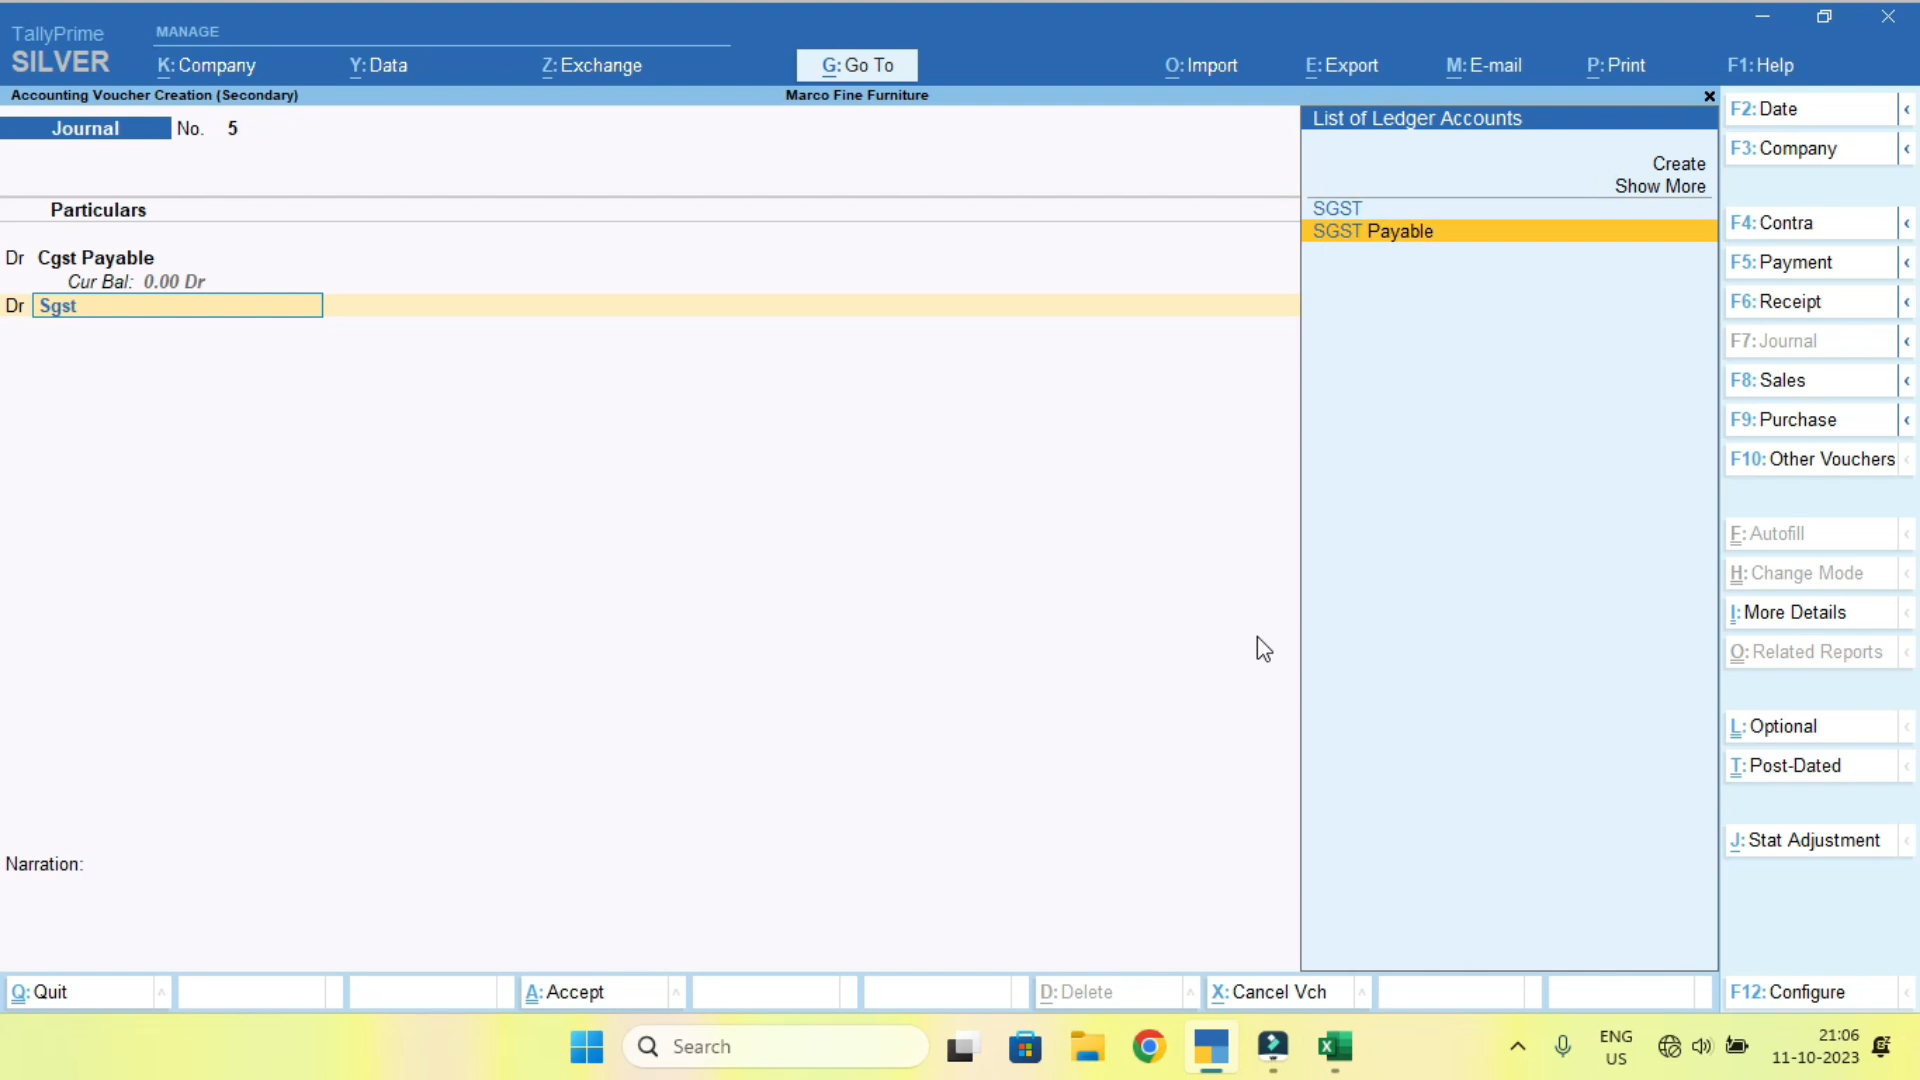 TallyPrime
SILVER
MANAGE
K: Company
Y: Data
Z: Exchange
G: Go To
O: Import
E: Export
M: E-mail
P: Print
F1: Help
Accounting Voucher Creation (Secondary)
Marco Fine Furniture
Journal No. 5
Particulars
Dr Cgst Payable
Cur Bal: 0.00 Dr
Dr Sgst
Narration:
List of Ledger Accounts
Create
Show More
SGST
SGST Payable
F2: Date
F3: Company
F4: Contra
F5: Payment
F6: Receipt
F7: Journal
F8: Sales
F9: Purchase
F10: Other Vouchers
F: Autofill
H: Change Mode
I: More Details
O: Related Reports
L: Optional
T: Post-Dated
J: Stat Adjustment
F12: Configure
Q: Quit
A: Accept
D: Delete
X: Cancel Vch
Search
ENG
US
21:06
11-10-2023